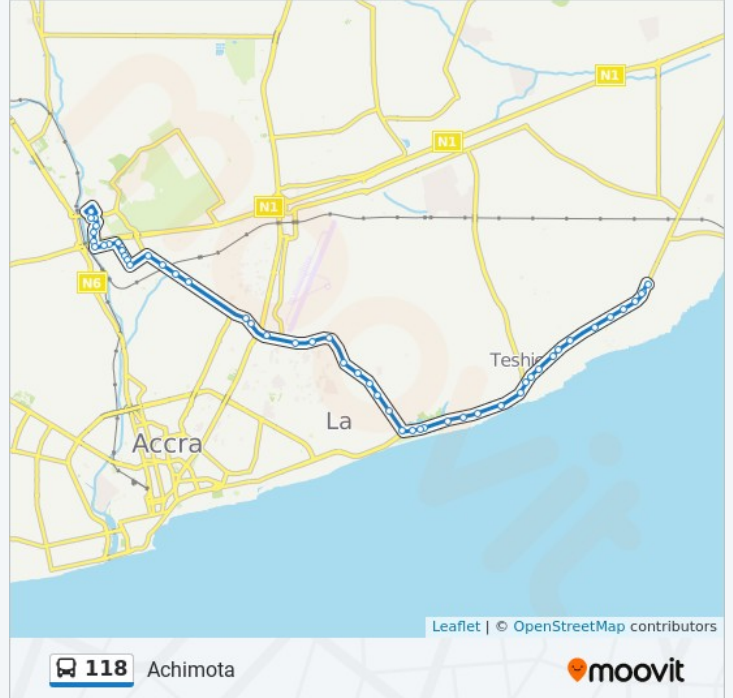 N1
N1
N1
N6
Teshie
La
Accra
Leaflet | © OpenStreetMap contributors
118 Achimota
moovit